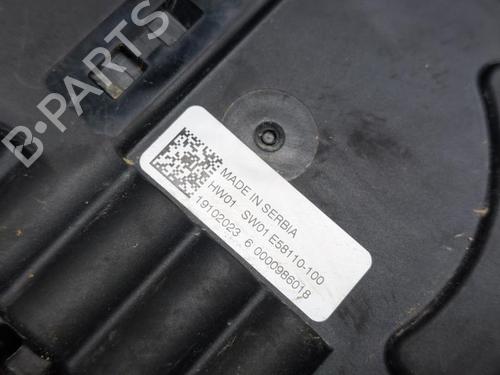 B-PARTS
MADE IN SERBIA
HW01 SW01 E58110-100
19102023 6 0000986018